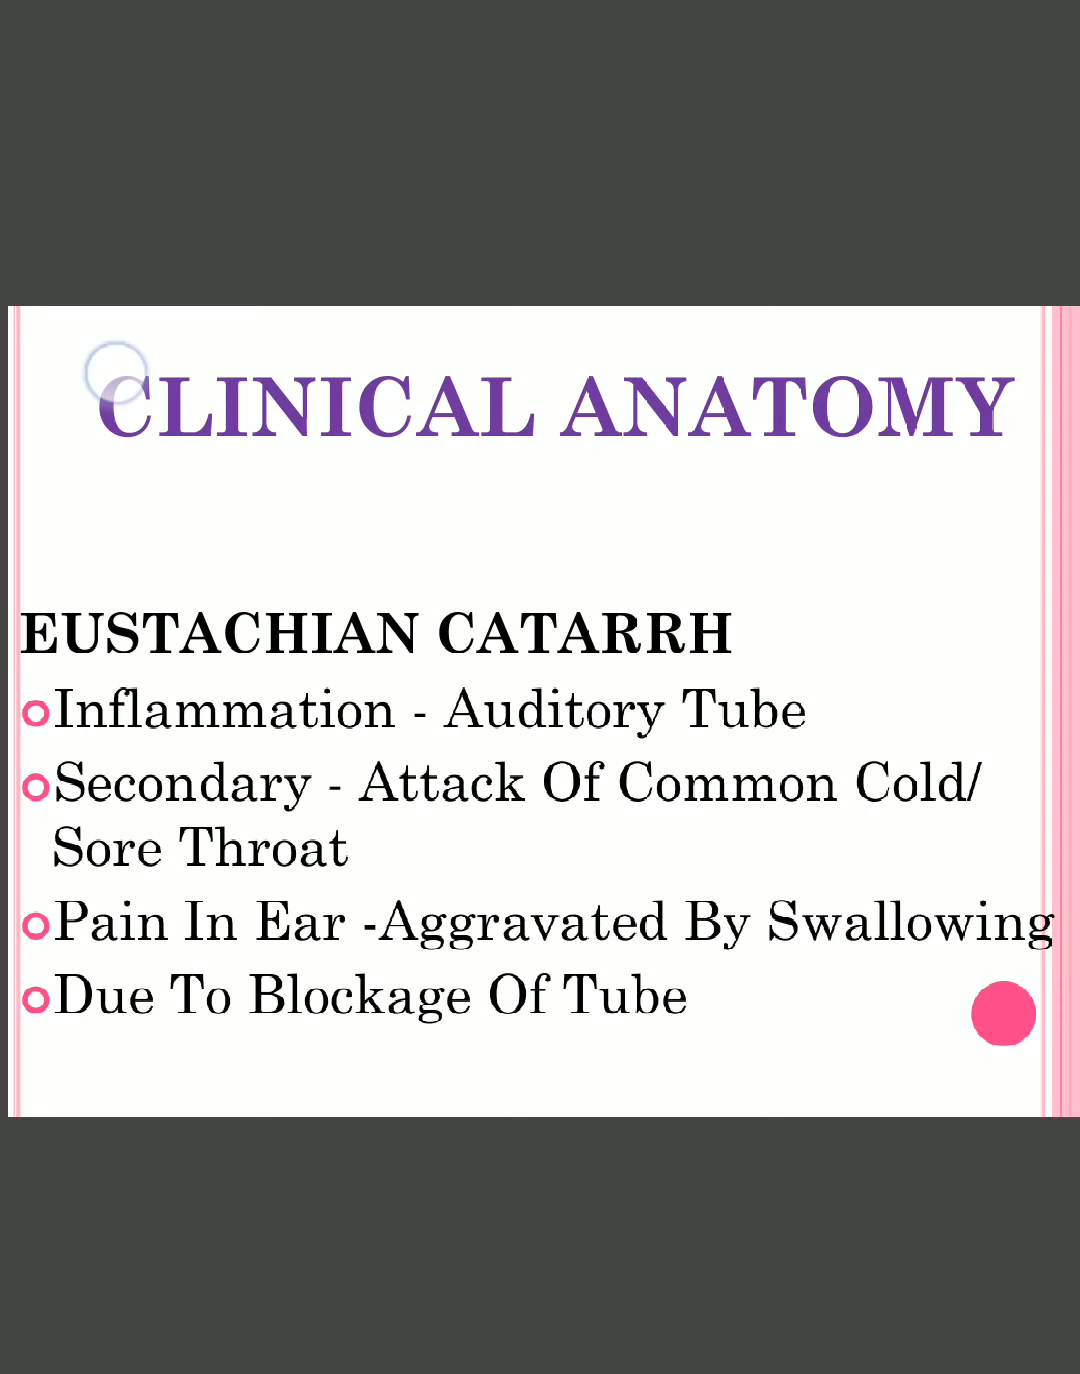 CLINICAL ANATOMY
EUSTACHIAN CATARRH
Inflammation - Auditory Tube
Secondary - Attack Of Common Cold/
Sore Throat
Pain In Ear -Aggravated By Swallowing
Due To Blockage Of Tube